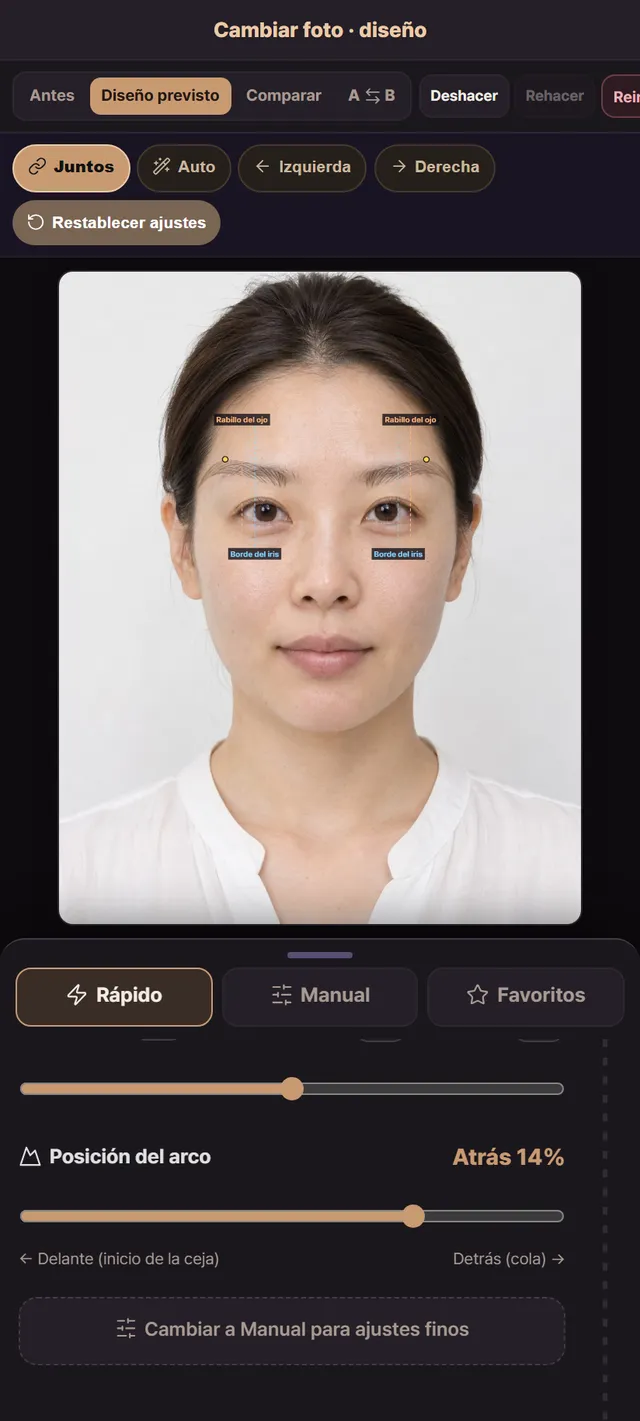 Cambiar foto · diseño
Antes Diseño previsto Comparar A ⇆ B Deshacer Rehacer
Juntos Auto ← Izquierda → Derecha
Restablecer ajustes
Rabillo del ojo Rabillo del ojo
Borde del iris Borde del iris
Rápido Manual Favoritos
Posición del arco Atrás 14%
← Delante (inicio de la ceja) Detrás (cola) →
Cambiar a Manual para ajustes finos